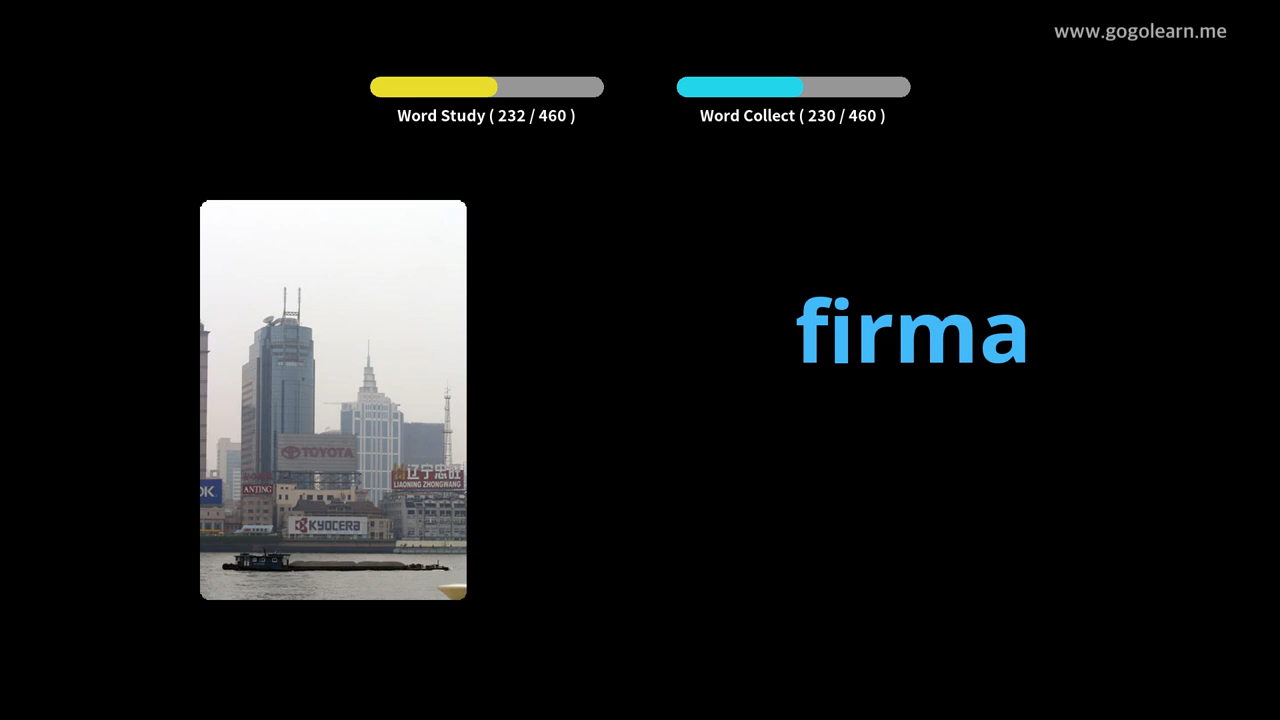 www.gogolearn.me
Word Study ( 232 / 460 )
Word Collect ( 230 / 460 )
firma
TOYOTA
辽宁忠旺
LIAONING ZHONGWANG
OK
ANTING
KYOCERA